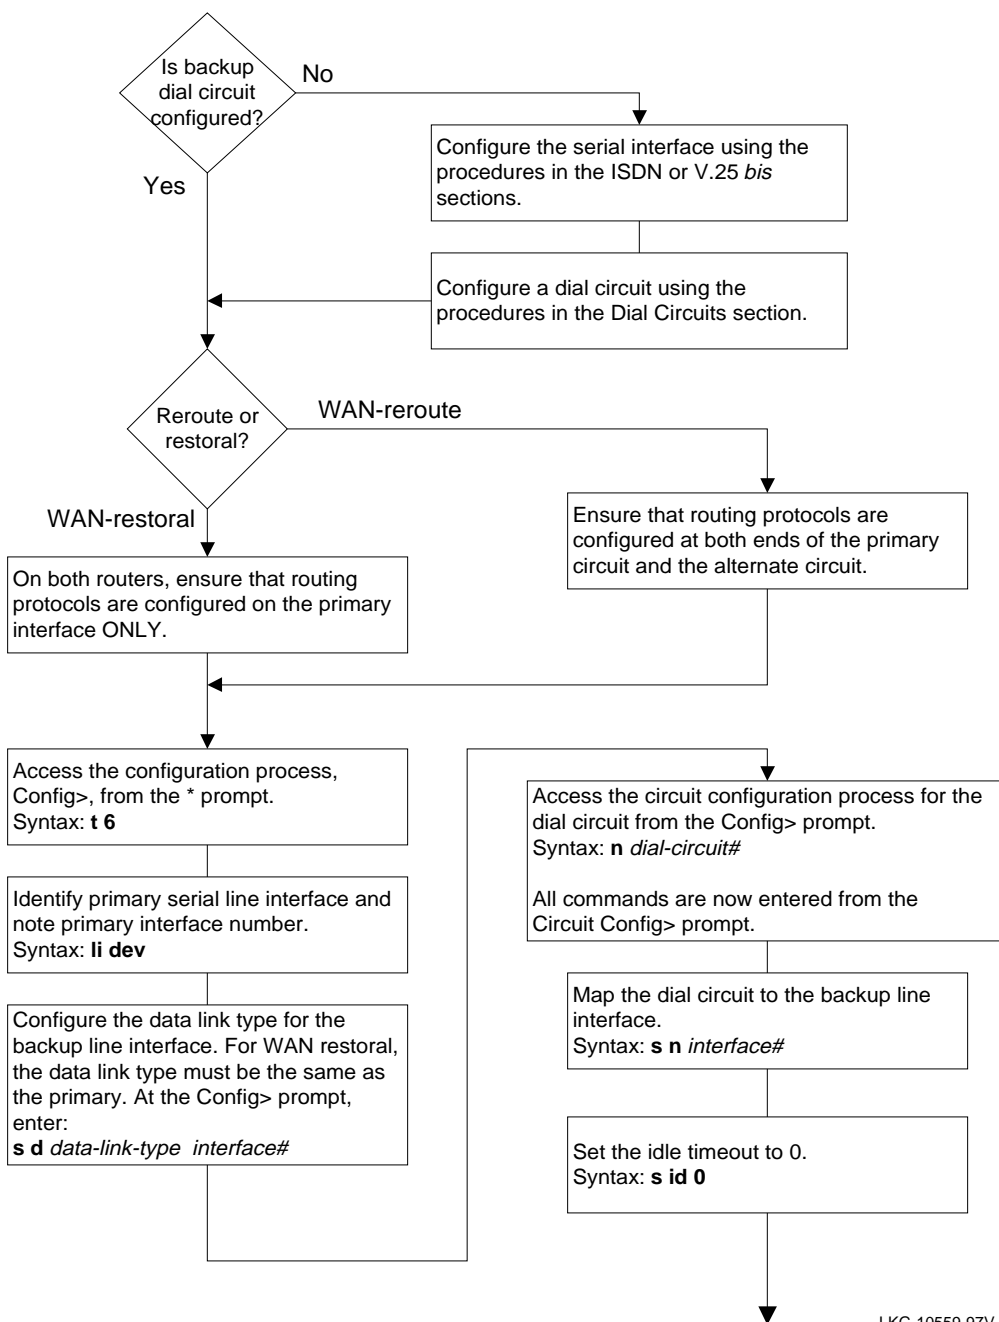 Is backup
dial circuit
configured?
No
Yes
Configure the serial interface using the
procedures in the ISDN or V.25 bis
sections.
Configure a dial circuit using the
procedures in the Dial Circuits section.
Reroute or
restoral?
WAN-reroute
WAN-restoral
Ensure that routing protocols are
configured at both ends of the primary
circuit and the alternate circuit.
On both routers, ensure that routing
protocols are configured on the primary
interface ONLY.
Access the configuration process,
Config>, from the * prompt.
Syntax: t 6
Identify primary serial line interface and
note primary interface number.
Syntax: li dev
Configure the data link type for the
backup line interface. For WAN restoral,
the data link type must be the same as
the primary. At the Config> prompt,
enter:
s d data-link-type interface#
Access the circuit configuration process for the
dial circuit from the Config> prompt.
Syntax: n dial-circuit#
All commands are now entered from the
Circuit Config> prompt.
Map the dial circuit to the backup line
interface.
Syntax: s n interface#
Set the idle timeout to 0.
Syntax: s id 0
LKG-10559-97V